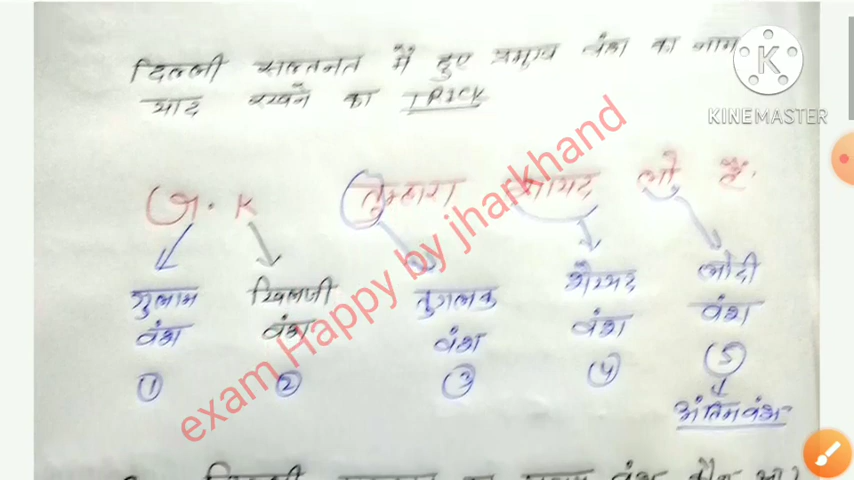 दिल्ली सल्तनत में हुए प्रमुख वंश का नाम
याद रखने का TRICK
G. K तुम्हारा शायद लो है.
गुलाम वंश ①
खिलजी वंश ②
तुगलक वंश ③
सैय्यद वंश ④
लोदी वंश ⑤
अंतिम वंश
exam Happy by jharkhand
K
KINEMASTER